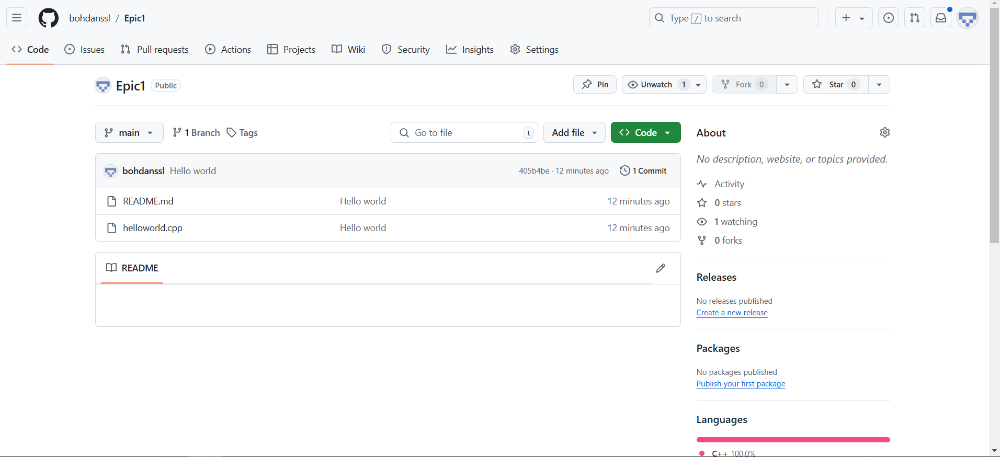 bohdanssl / Epic1
Type / to search
Code Issues Pull requests Actions Projects Wiki Security Insights Settings
Epic1 Public
Pin Unwatch 1 Fork 0 Star 0
main 1 Branch Tags
Go to file t Add file Code
bohdanssl Hello world 405b4be · 12 minutes ago 1 Commit
README.md Hello world 12 minutes ago
helloworld.cpp Hello world 12 minutes ago
README
About
No description, website, or topics provided.
Activity
0 stars
1 watching
0 forks
Releases
No releases published
Create a new release
Packages
No packages published
Publish your first package
Languages
C++ 100.0%